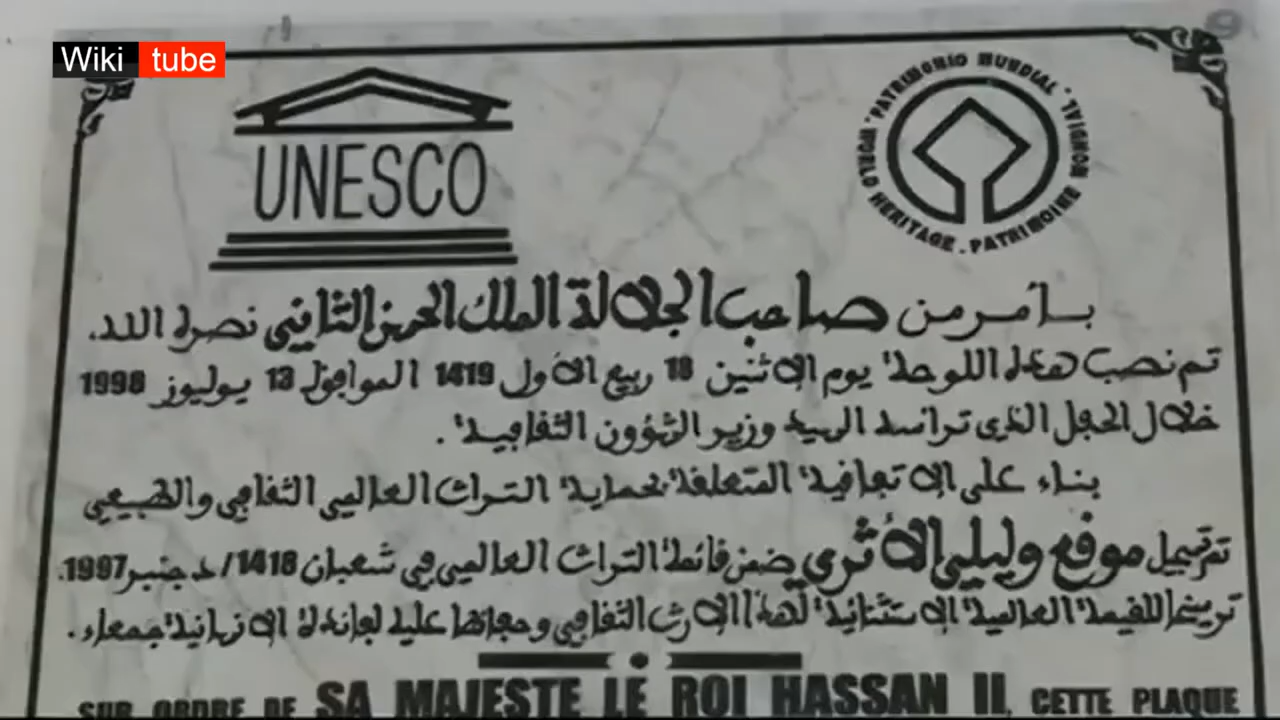 Wiki tube
UNESCO
PATRIMONIO MUNDIAL · WORLD HERITAGE · PATRIMOINE MONDIAL ·
بأمر من صاحب الجلالة الملك الحسن الثاني نصره الله.
تم نصب هذه اللوحة يوم الإثنين 18 ربيع الأول 1419 الموافق 13 يوليوز 1998
خلال الحفل الذي ترأسه السيد وزير الشؤون الثقافية.
بناء على الإتفاقية المتعلقة بحماية التراث العالمي الثقافي والطبيعي
تم تسجيل موقع وليلي الأثري ضمن قائمة التراث العالمي في شعبان 1418/دجنبر 1997.
للقيمة العالمية الإستثنائية لهذا الإرث الثقافي وحفاظا عليه لفائدة الإنسانية جمعاء.
SUR ORDRE DE SA MAJESTE LE ROI HASSAN II, CETTE PLAQUE